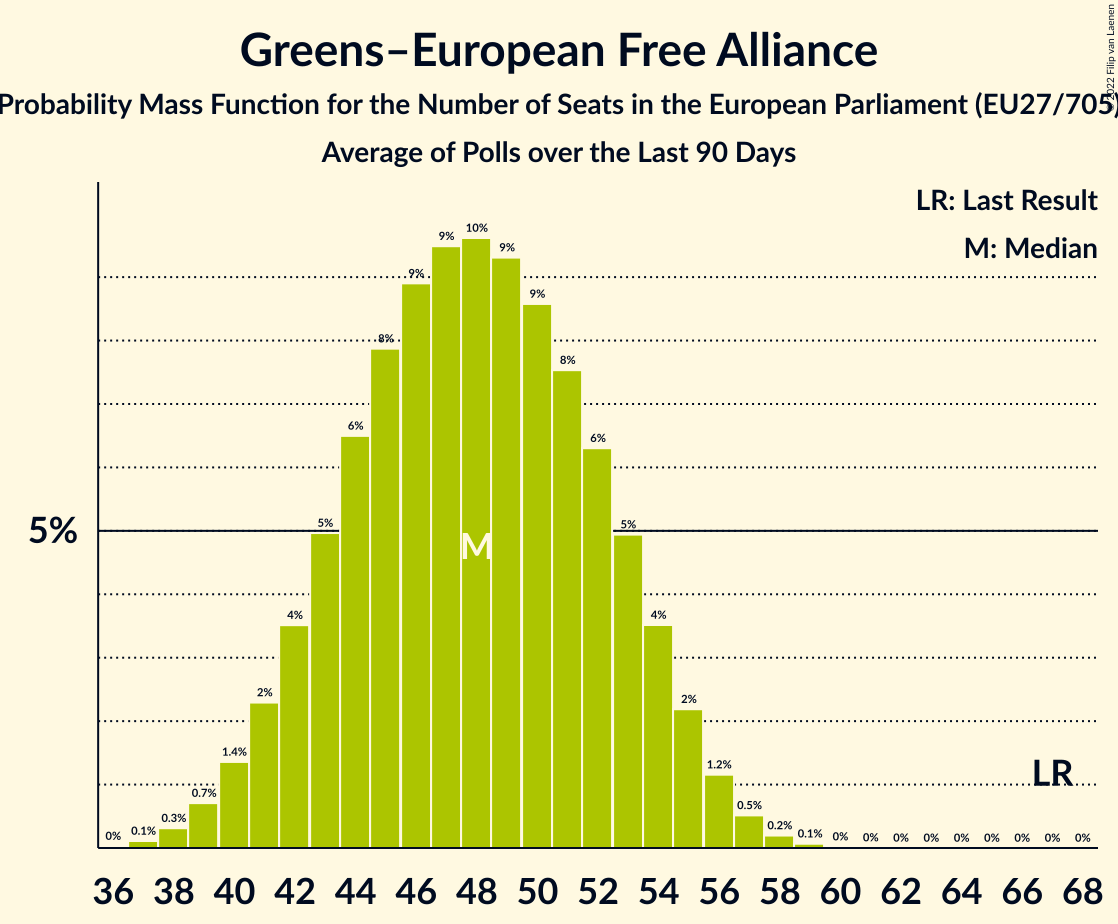 Greens–European Free Alliance
Probability Mass Function for the Number of Seats in the European Parliament (EU27/705)
Average of Polls over the Last 90 Days
© 2022 Filip van Laenen
LR: Last Result
M: Median
5%
0% 0.1% 0.3% 0.7% 1.4% 2% 4% 5% 6% 8% 9% 9% 10% 9% 9% 8% 6% 5% 4% 2% 1.2% 0.5% 0.2% 0.1% 0% 0% 0% 0% 0% 0% 0% 0% 0%
M
LR
36 38 40 42 44 46 48 50 52 54 56 58 60 62 64 66 68